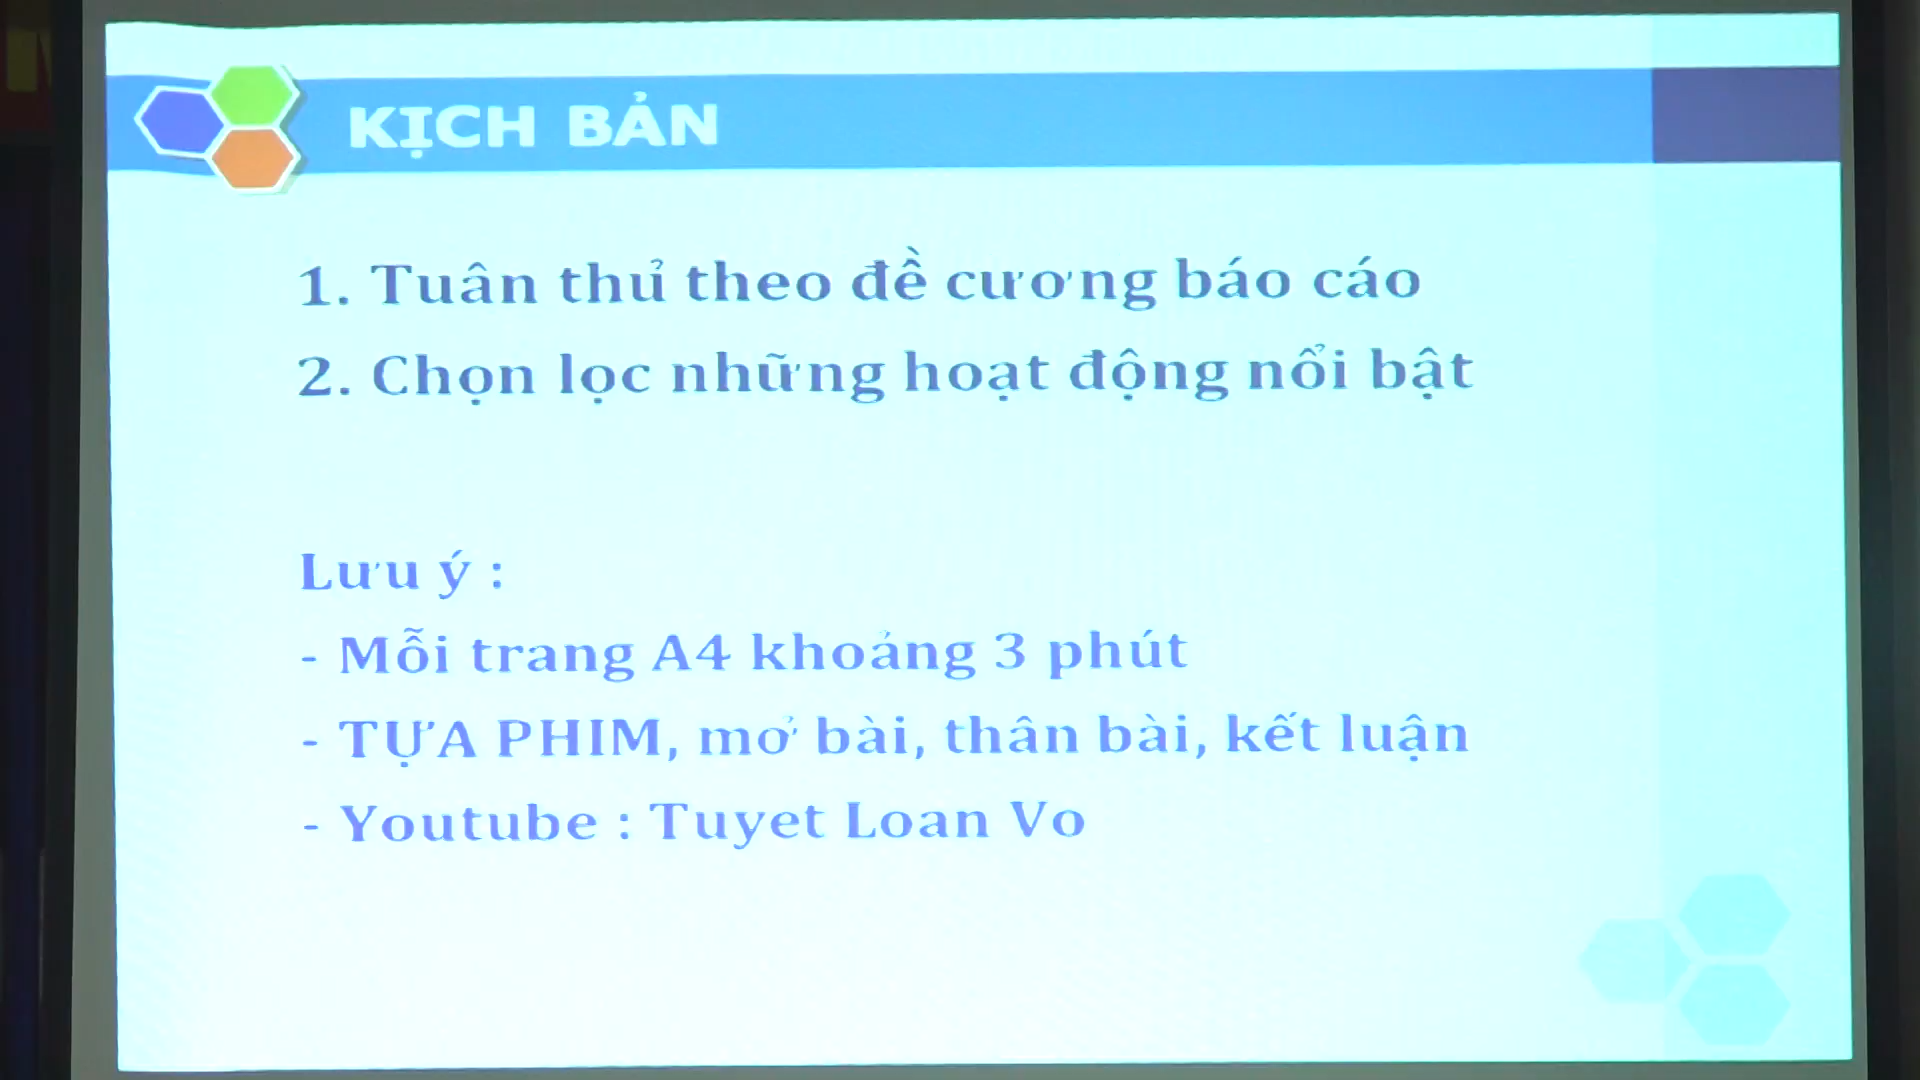 KỊCH BẢN
1. Tuân thủ theo đề cương báo cáo
2. Chọn lọc những hoạt động nổi bật
Lưu ý :
- Mỗi trang A4 khoảng 3 phút
- TỰA PHIM, mở bài, thân bài, kết luận
- Youtube : Tuyet Loan Vo